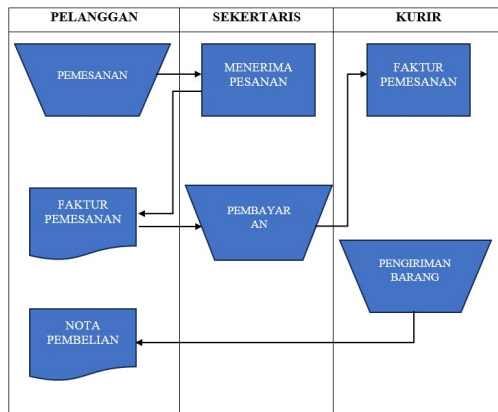 PELANGGAN SEKERTARIS KURIR
PEMESANAN
MENERIMA
PESANAN
FAKTUR
PEMESANAN
FAKTUR
PEMESANAN
PEMBAYAR
AN
PENGIRIMAN
BARANG
NOTA
PEMBELIAN